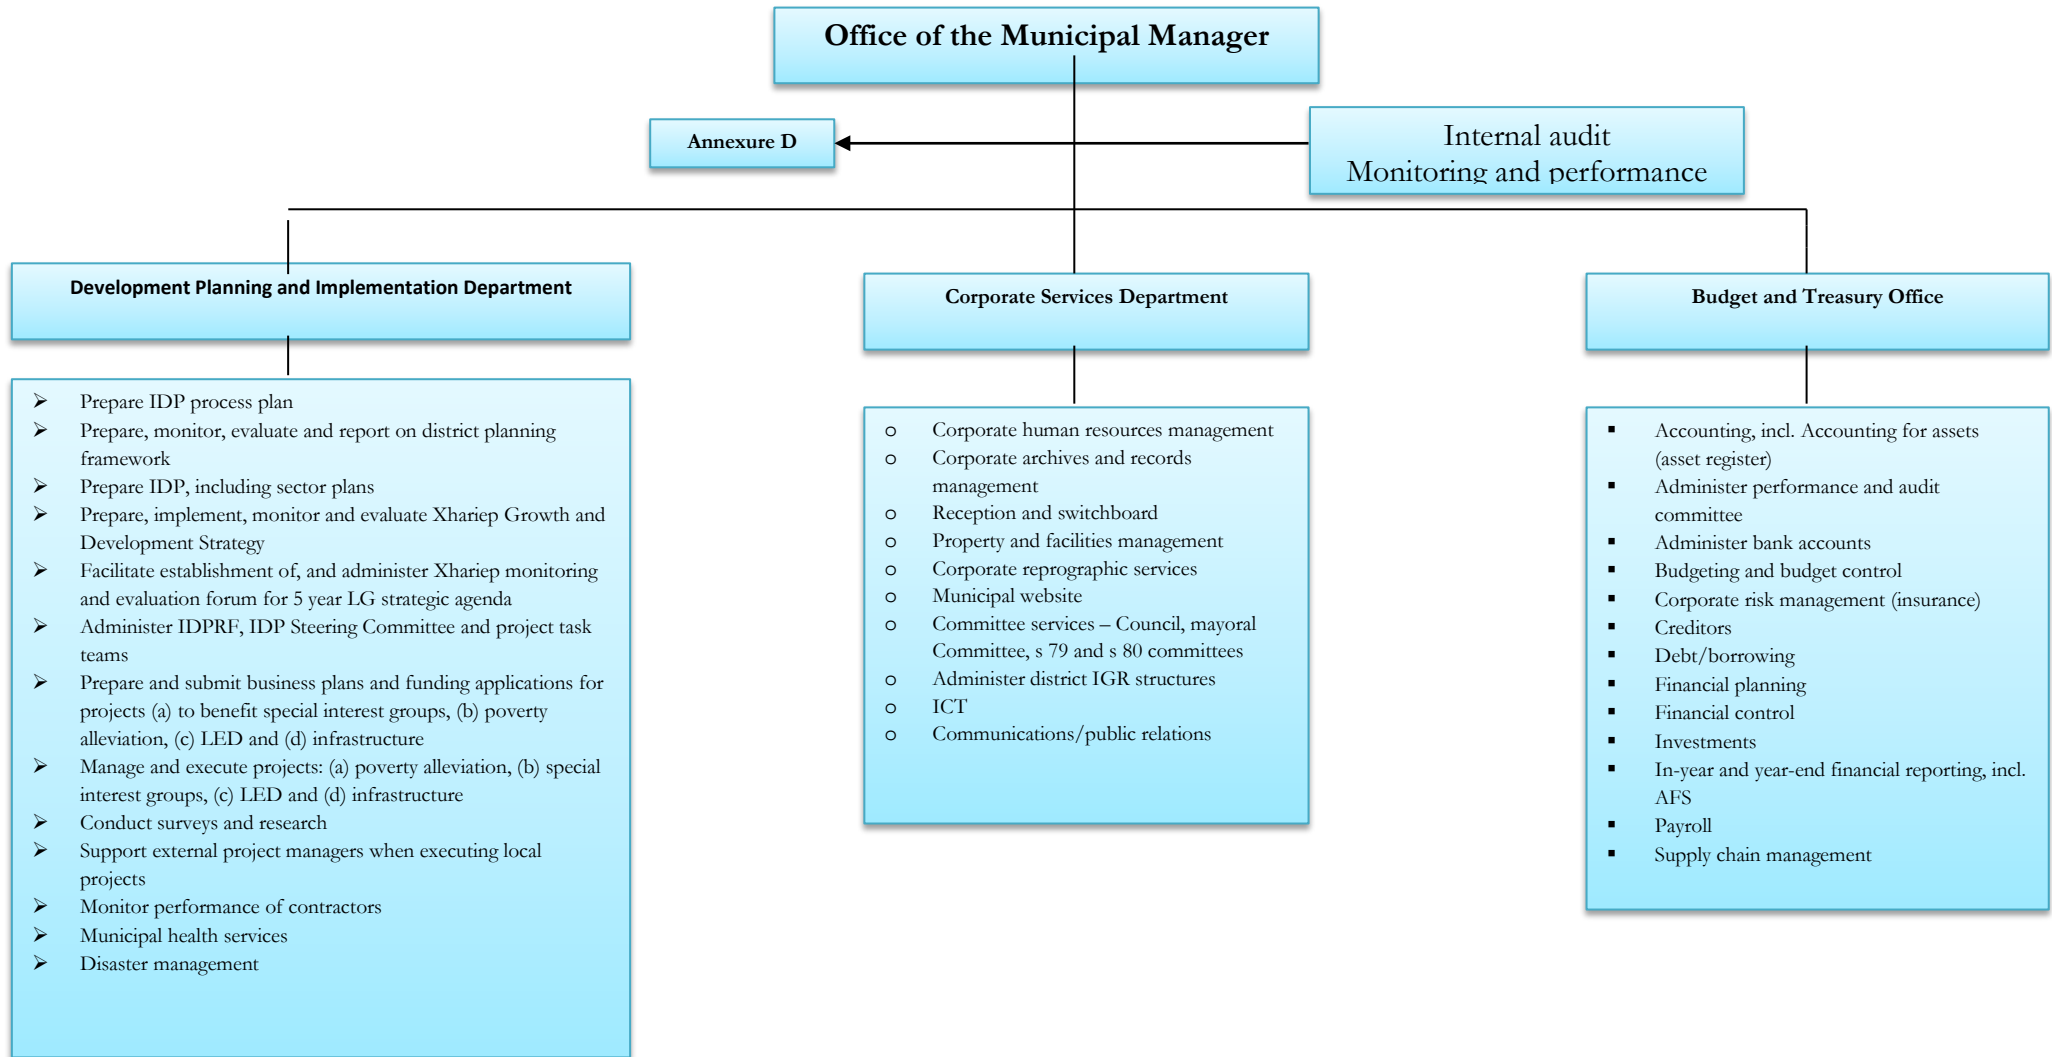 Office of the Municipal Manager
Annexure D
Internal audit
Monitoring and performance
Development Planning and Implementation Department
➢ Prepare IDP process plan
➢ Prepare, monitor, evaluate and report on district planning
framework
➢ Prepare IDP, including sector plans
➢ Prepare, implement, monitor and evaluate Xhariep Growth and
Development Strategy
➢ Facilitate establishment of, and administer Xhariep monitoring
and evaluation forum for 5 year LG strategic agenda
➢ Administer IDPRF, IDP Steering Committee and project task
teams
➢ Prepare and submit business plans and funding applications for
projects (a) to benefit special interest groups, (b) poverty
alleviation, (c) LED and (d) infrastructure
➢ Manage and execute projects: (a) poverty alleviation, (b) special
interest groups, (c) LED and (d) infrastructure
➢ Conduct surveys and research
➢ Support external project managers when executing local
projects
➢ Monitor performance of contractors
➢ Municipal health services
➢ Disaster management
Corporate Services Department
o Corporate human resources management
o Corporate archives and records
management
o Reception and switchboard
o Property and facilities management
o Corporate reprographic services
o Municipal website
o Committee services – Council, mayoral
Committee, s 79 and s 80 committees
o Administer district IGR structures
o ICT
o Communications/public relations
Budget and Treasury Office
▪ Accounting, incl. Accounting for assets
(asset register)
▪ Administer performance and audit
committee
▪ Administer bank accounts
▪ Budgeting and budget control
▪ Corporate risk management (insurance)
▪ Creditors
▪ Debt/borrowing
▪ Financial planning
▪ Financial control
▪ Investments
▪ In-year and year-end financial reporting, incl.
AFS
▪ Payroll
▪ Supply chain management